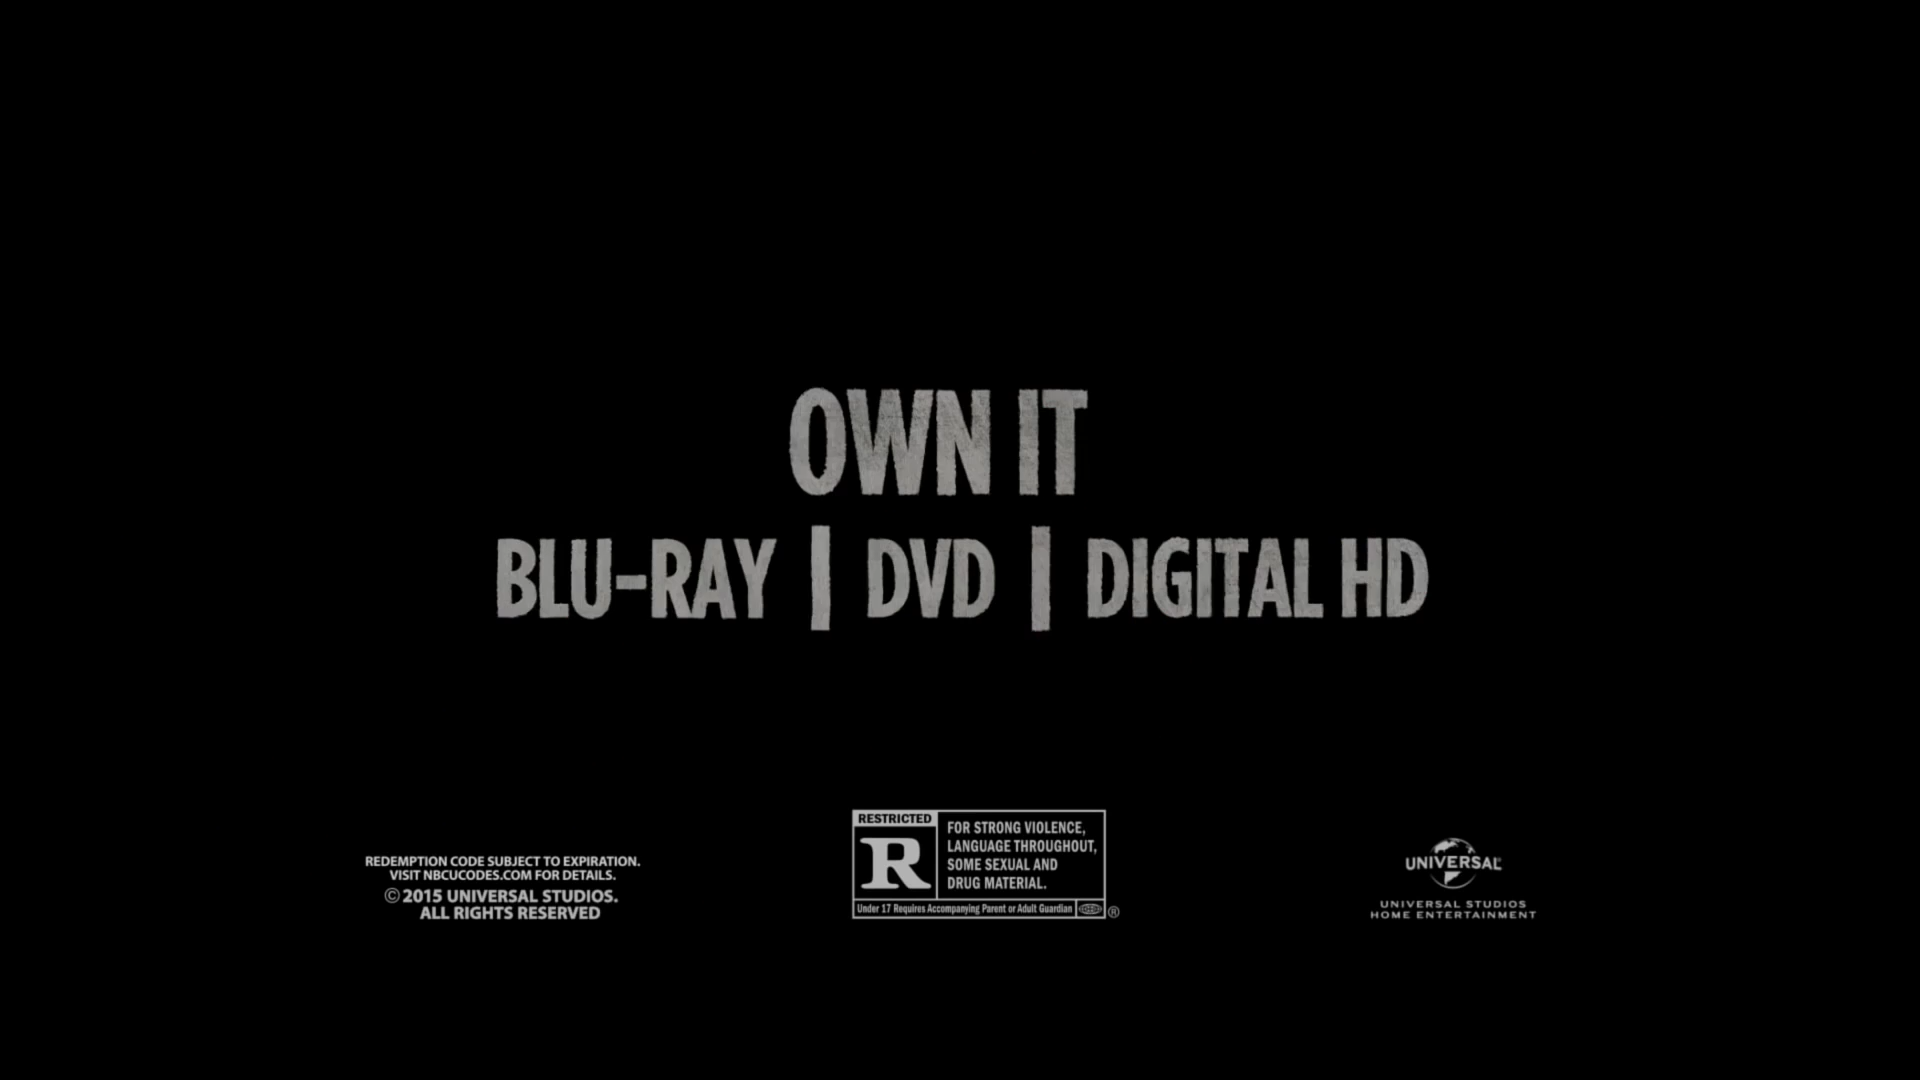 OWN IT
BLU-RAY | DVD | DIGITAL HD
REDEMPTION CODE SUBJECT TO EXPIRATION.
VISIT NBCUCODES.COM FOR DETAILS.
© 2015 UNIVERSAL STUDIOS.
ALL RIGHTS RESERVED
RESTRICTED
R
FOR STRONG VIOLENCE,
LANGUAGE THROUGHOUT,
SOME SEXUAL AND
DRUG MATERIAL.
Under 17 Requires Accompanying Parent or Adult Guardian
®
UNIVERSAL
UNIVERSAL STUDIOS
HOME ENTERTAINMENT